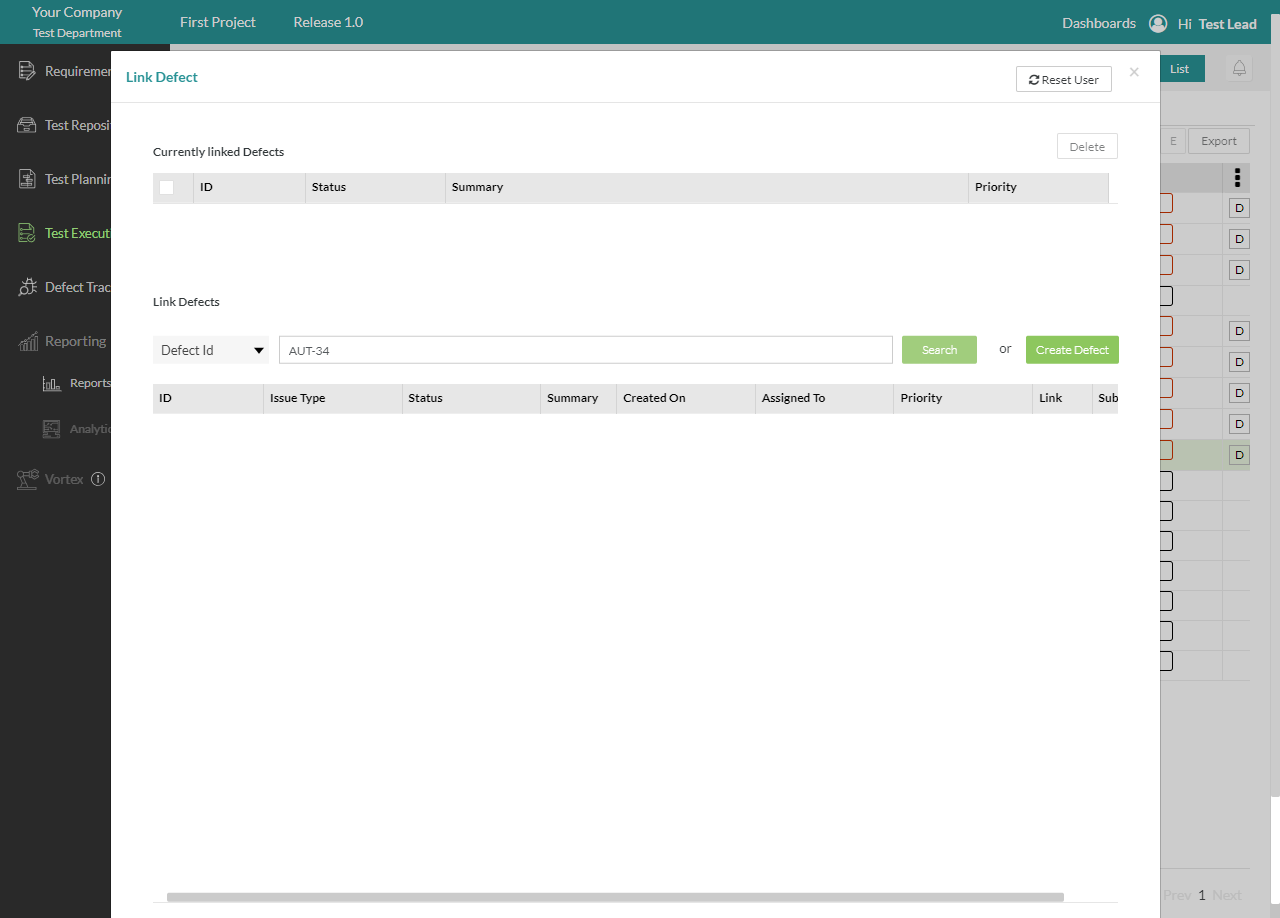 Your Company
Test Department
First Project
Release 1.0
Dashboards
Hi Test Lead
Link Defect
Reset User
×
List
Requiremer
Test Reposi
Test Plannin
Test Executi
Defect Trac
Reporting
Reports
Analytic
Vortex
Currently linked Defects
Delete
E
Export
ID
Status
Summary
Priority
D
D
D
D
D
D
D
D
Link Defects
Defect Id
AUT-34
Search
or
Create Defect
ID
Issue Type
Status
Summary
Created On
Assigned To
Priority
Link
Sub
Prev 1 Next